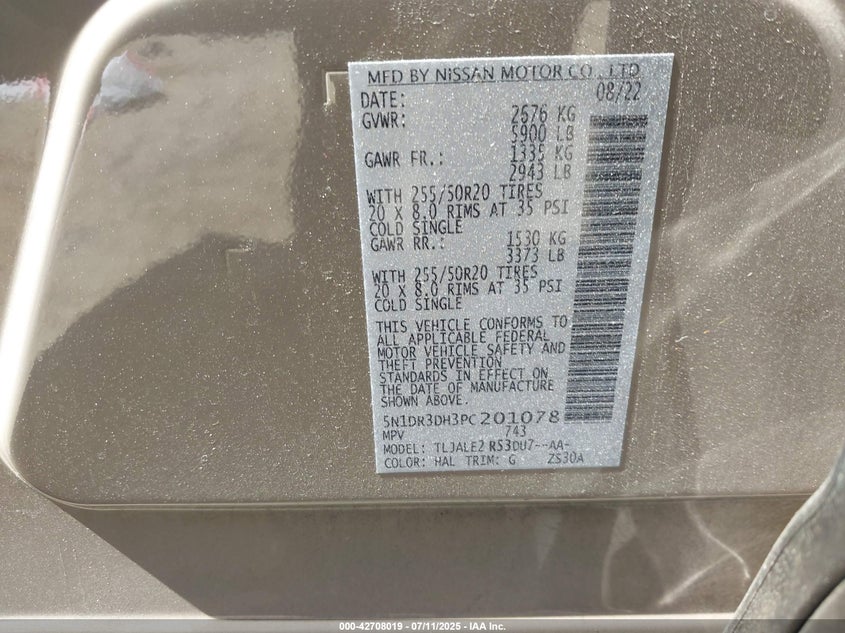 MFD BY NISSAN MOTOR CO., LTD.
DATE: 08/22
GVWR: 2676 KG
5900 LB
GAWR FR.: 1335 KG
2943 LB
WITH 255/50R20 TIRES
20 X 8.0 RIMS AT 35 PSI
COLD SINGLE
GAWR RR.: 1530 KG
3373 LB
WITH 255/50R20 TIRES
20 X 8.0 RIMS AT 35 PSI
COLD SINGLE
THIS VEHICLE CONFORMS TO
ALL APPLICABLE FEDERAL
MOTOR VEHICLE SAFETY AND
THEFT PREVENTION
STANDARDS IN EFFECT ON
THE DATE OF MANUFACTURE
SHOWN ABOVE.
5N1DR3DH3PC201078
MPV 743
MODEL: TLJALE2 R53DU7--AA-
COLOR: HAL TRIM: G ZS30A
000-42708019 - 07/11/2025 - IAA Inc.